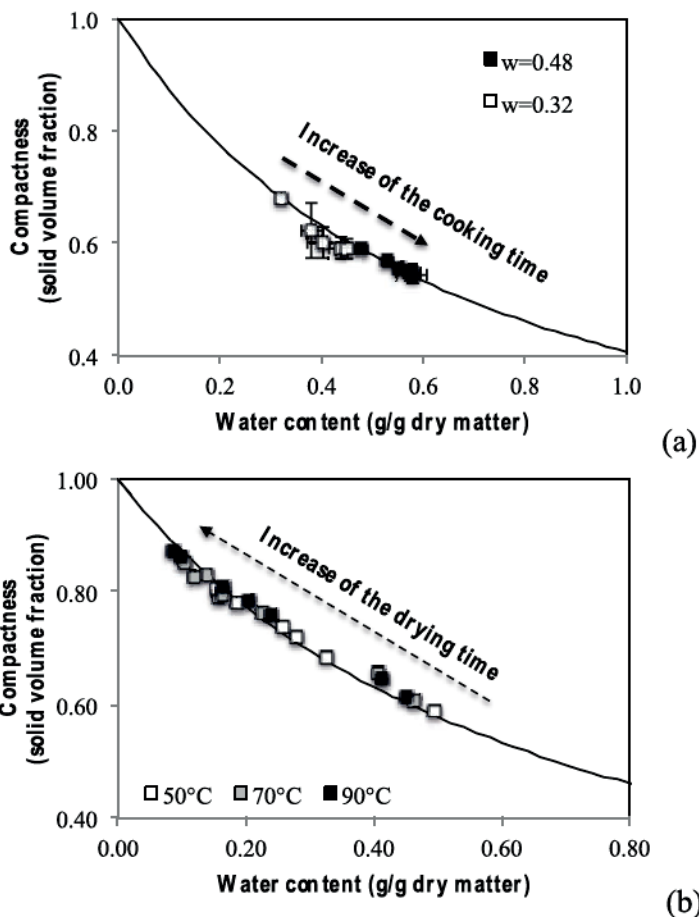 1.0
w=0.48
w=0.32
Compactness
(solid volume fraction)
0.8
Increase of the cooking time
0.6
0.4
0.0 0.2 0.4 0.6 0.8 1.0
Water content (g/g dry matter)
(a)
1.00
Compactness
(solid volume fraction)
Increase of the drying time
0.80
0.60
50°C 70°C 90°C
0.40
0.00 0.20 0.40 0.60 0.80
Water content (g/g dry matter)
(b)